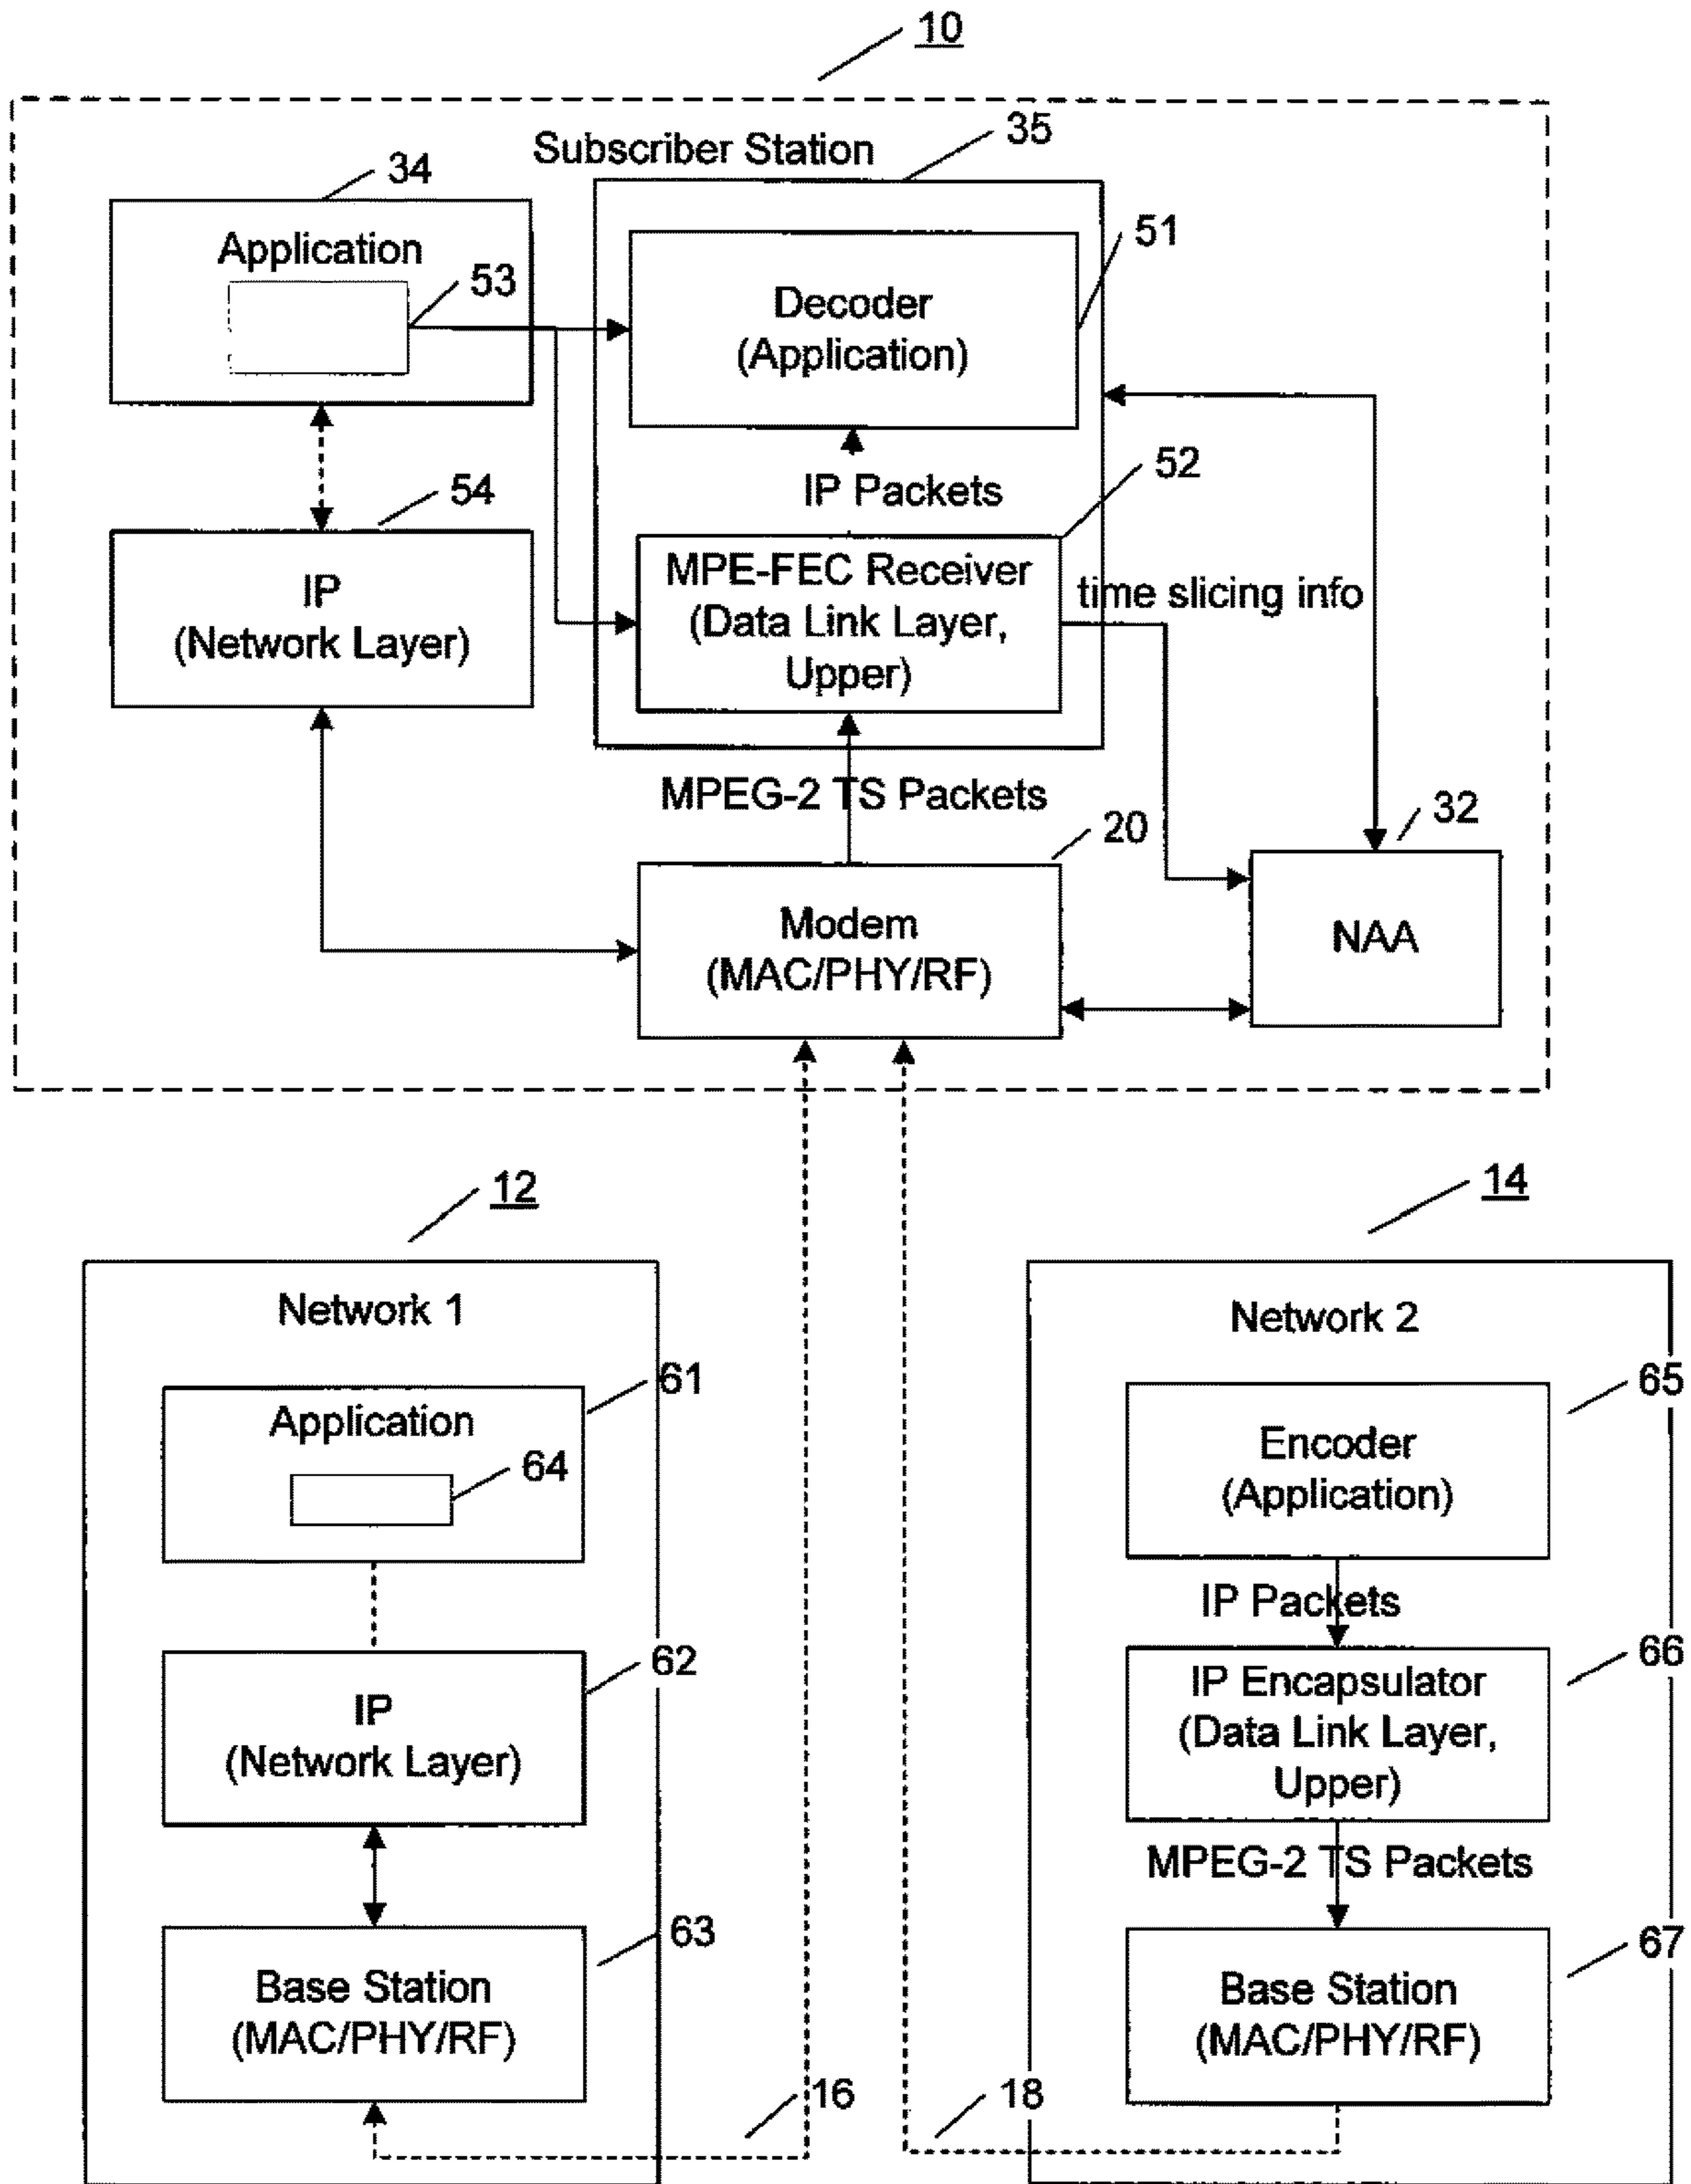 10
Subscriber Station
35
34
Application
53
51
Decoder
(Application)
54
IP Packets
52
IP
(Network Layer)
MPE-FEC Receiver
(Data Link Layer,
Upper)
time slicing info
MPEG-2 TS Packets
20
32
Modem
(MAC/PHY/RF)
NAA
12
14
Network 1
61
Application
64
62
IP
(Network Layer)
63
Base Station
(MAC/PHY/RF)
16
18
Network 2
65
Encoder
(Application)
IP Packets
66
IP Encapsulator
(Data Link Layer,
Upper)
MPEG-2 TS Packets
67
Base Station
(MAC/PHY/RF)